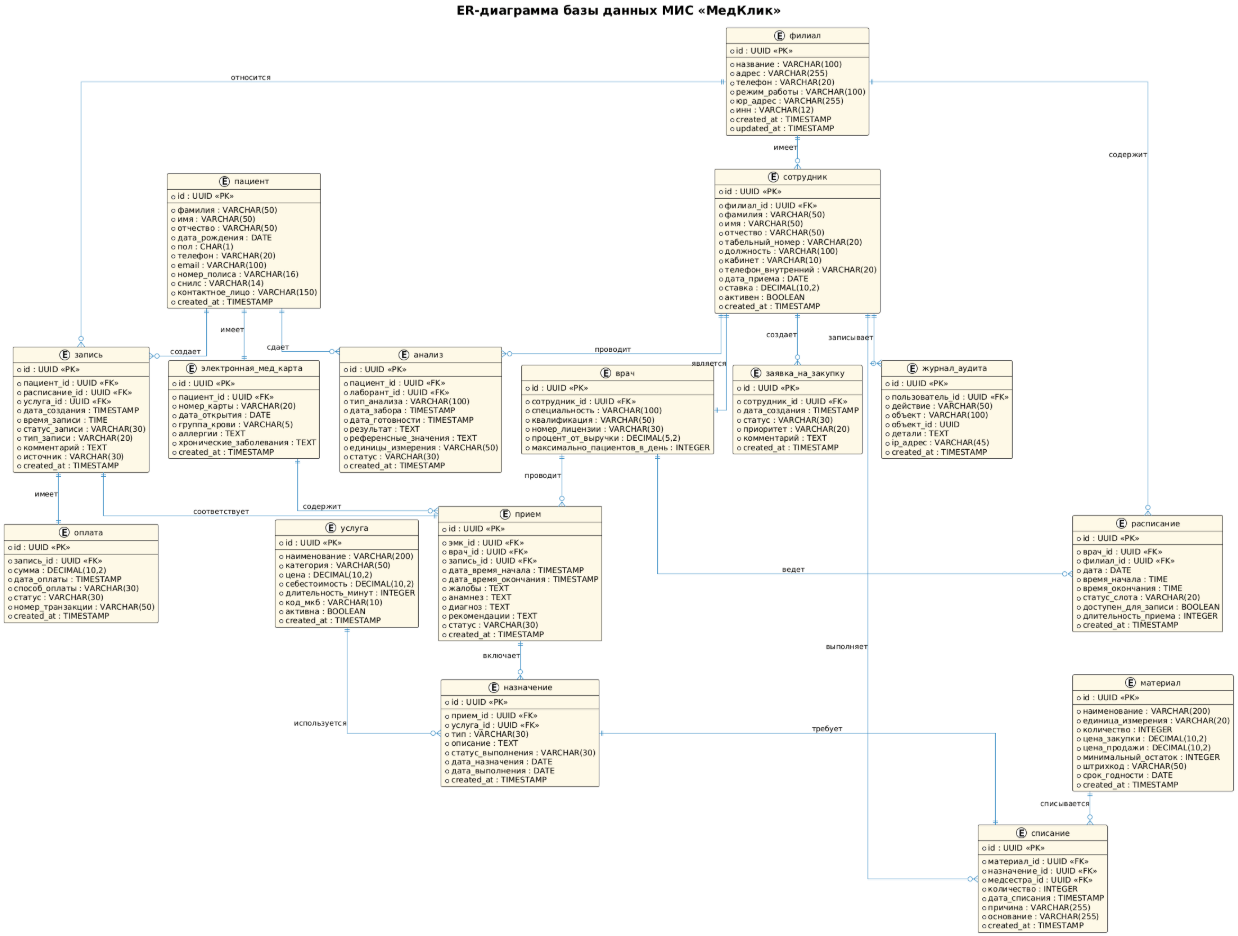 ER-диаграмма базы данных МИС «МедКлик»
E филиал
id : UUID «PK»
название : VARCHAR(100)
адрес : VARCHAR(255)
телефон : VARCHAR(20)
режим_работы : VARCHAR(100)
юр_адрес : VARCHAR(255)
инн : VARCHAR(12)
created_at : TIMESTAMP
updated_at : TIMESTAMP
относится
имеет
содержит
E пациент
id : UUID «PK»
фамилия : VARCHAR(50)
имя : VARCHAR(50)
отчество : VARCHAR(50)
дата_рождения : DATE
пол : CHAR(1)
телефон : VARCHAR(20)
email : VARCHAR(100)
номер_полиса : VARCHAR(16)
снилс : VARCHAR(14)
контактное_лицо : VARCHAR(150)
created_at : TIMESTAMP
E сотрудник
id : UUID «PK»
филиал_id : UUID «FK»
фамилия : VARCHAR(50)
имя : VARCHAR(50)
отчество : VARCHAR(50)
табельный_номер : VARCHAR(20)
должность : VARCHAR(100)
кабинет : VARCHAR(10)
телефон_внутренний : VARCHAR(20)
дата_приема : DATE
ставка : DECIMAL(10,2)
активен : BOOLEAN
created_at : TIMESTAMP
создает
имеет
сдает
проводит
является
создает
записывает
E запись
id : UUID «PK»
пациент_id : UUID «FK»
расписание_id : UUID «FK»
услуга_id : UUID «FK»
дата_создания : TIMESTAMP
время_записи : TIME
статус_записи : VARCHAR(30)
тип_записи : VARCHAR(20)
комментарий : TEXT
источник : VARCHAR(30)
created_at : TIMESTAMP
E электронная_мед_карта
id : UUID «PK»
пациент_id : UUID «FK»
номер_карты : VARCHAR(20)
дата_открытия : DATE
группа_крови : VARCHAR(5)
аллергии : TEXT
хронические_заболевания : TEXT
created_at : TIMESTAMP
E анализ
id : UUID «PK»
пациент_id : UUID «FK»
лаборант_id : UUID «FK»
тип_анализа : VARCHAR(100)
дата_забора : TIMESTAMP
дата_готовности : TIMESTAMP
результат : TEXT
референсные_значения : TEXT
единицы_измерения : VARCHAR(50)
статус : VARCHAR(30)
created_at : TIMESTAMP
E врач
id : UUID «PK»
сотрудник_id : UUID «FK»
специальность : VARCHAR(100)
квалификация : VARCHAR(50)
номер_лицензии : VARCHAR(30)
процент_от_выручки : DECIMAL(5,2)
максимально_пациентов_в_день : INTEGER
E заявка_на_закупку
id : UUID «PK»
сотрудник_id : UUID «FK»
дата_создания : TIMESTAMP
статус : VARCHAR(30)
приоритет : VARCHAR(20)
комментарий : TEXT
created_at : TIMESTAMP
E журнал_аудита
id : UUID «PK»
пользователь_id : UUID «FK»
действие : VARCHAR(50)
объект : VARCHAR(100)
объект_id : UUID
детали : TEXT
ip_адрес : VARCHAR(45)
created_at : TIMESTAMP
имеет
соответствует
содержит
проводит
ведет
E оплата
id : UUID «PK»
запись_id : UUID «FK»
сумма : DECIMAL(10,2)
дата_оплаты : TIMESTAMP
способ_оплаты : VARCHAR(30)
статус : VARCHAR(30)
номер_транзакции : VARCHAR(50)
created_at : TIMESTAMP
E услуга
id : UUID «PK»
наименование : VARCHAR(200)
категория : VARCHAR(50)
цена : DECIMAL(10,2)
себестоимость : DECIMAL(10,2)
длительность_минут : INTEGER
код_мкб : VARCHAR(10)
активна : BOOLEAN
created_at : TIMESTAMP
E прием
id : UUID «PK»
эмк_id : UUID «FK»
врач_id : UUID «FK»
запись_id : UUID «FK»
дата_время_начала : TIMESTAMP
дата_время_окончания : TIMESTAMP
жалобы : TEXT
анамнез : TEXT
диагноз : TEXT
рекомендации : TEXT
статус : VARCHAR(30)
created_at : TIMESTAMP
E расписание
id : UUID «PK»
врач_id : UUID «FK»
филиал_id : UUID «FK»
дата : DATE
время_начала : TIME
время_окончания : TIME
статус_слота : VARCHAR(20)
доступен_для_записи : BOOLEAN
длительность_приема : INTEGER
created_at : TIMESTAMP
включает
выполняет
используется
требует
E назначение
id : UUID «PK»
прием_id : UUID «FK»
услуга_id : UUID «FK»
тип : VARCHAR(30)
описание : TEXT
статус_выполнения : VARCHAR(30)
дата_назначения : DATE
дата_выполнения : DATE
created_at : TIMESTAMP
E материал
id : UUID «PK»
наименование : VARCHAR(200)
единица_измерения : VARCHAR(20)
количество : INTEGER
цена_закупки : DECIMAL(10,2)
цена_продажи : DECIMAL(10,2)
минимальный_остаток : INTEGER
штрихкод : VARCHAR(50)
срок_годности : DATE
created_at : TIMESTAMP
списывается
E списание
id : UUID «PK»
материал_id : UUID «FK»
назначение_id : UUID «FK»
медсестра_id : UUID «FK»
количество : INTEGER
дата_списания : TIMESTAMP
причина : VARCHAR(255)
основание : VARCHAR(255)
created_at : TIMESTAMP